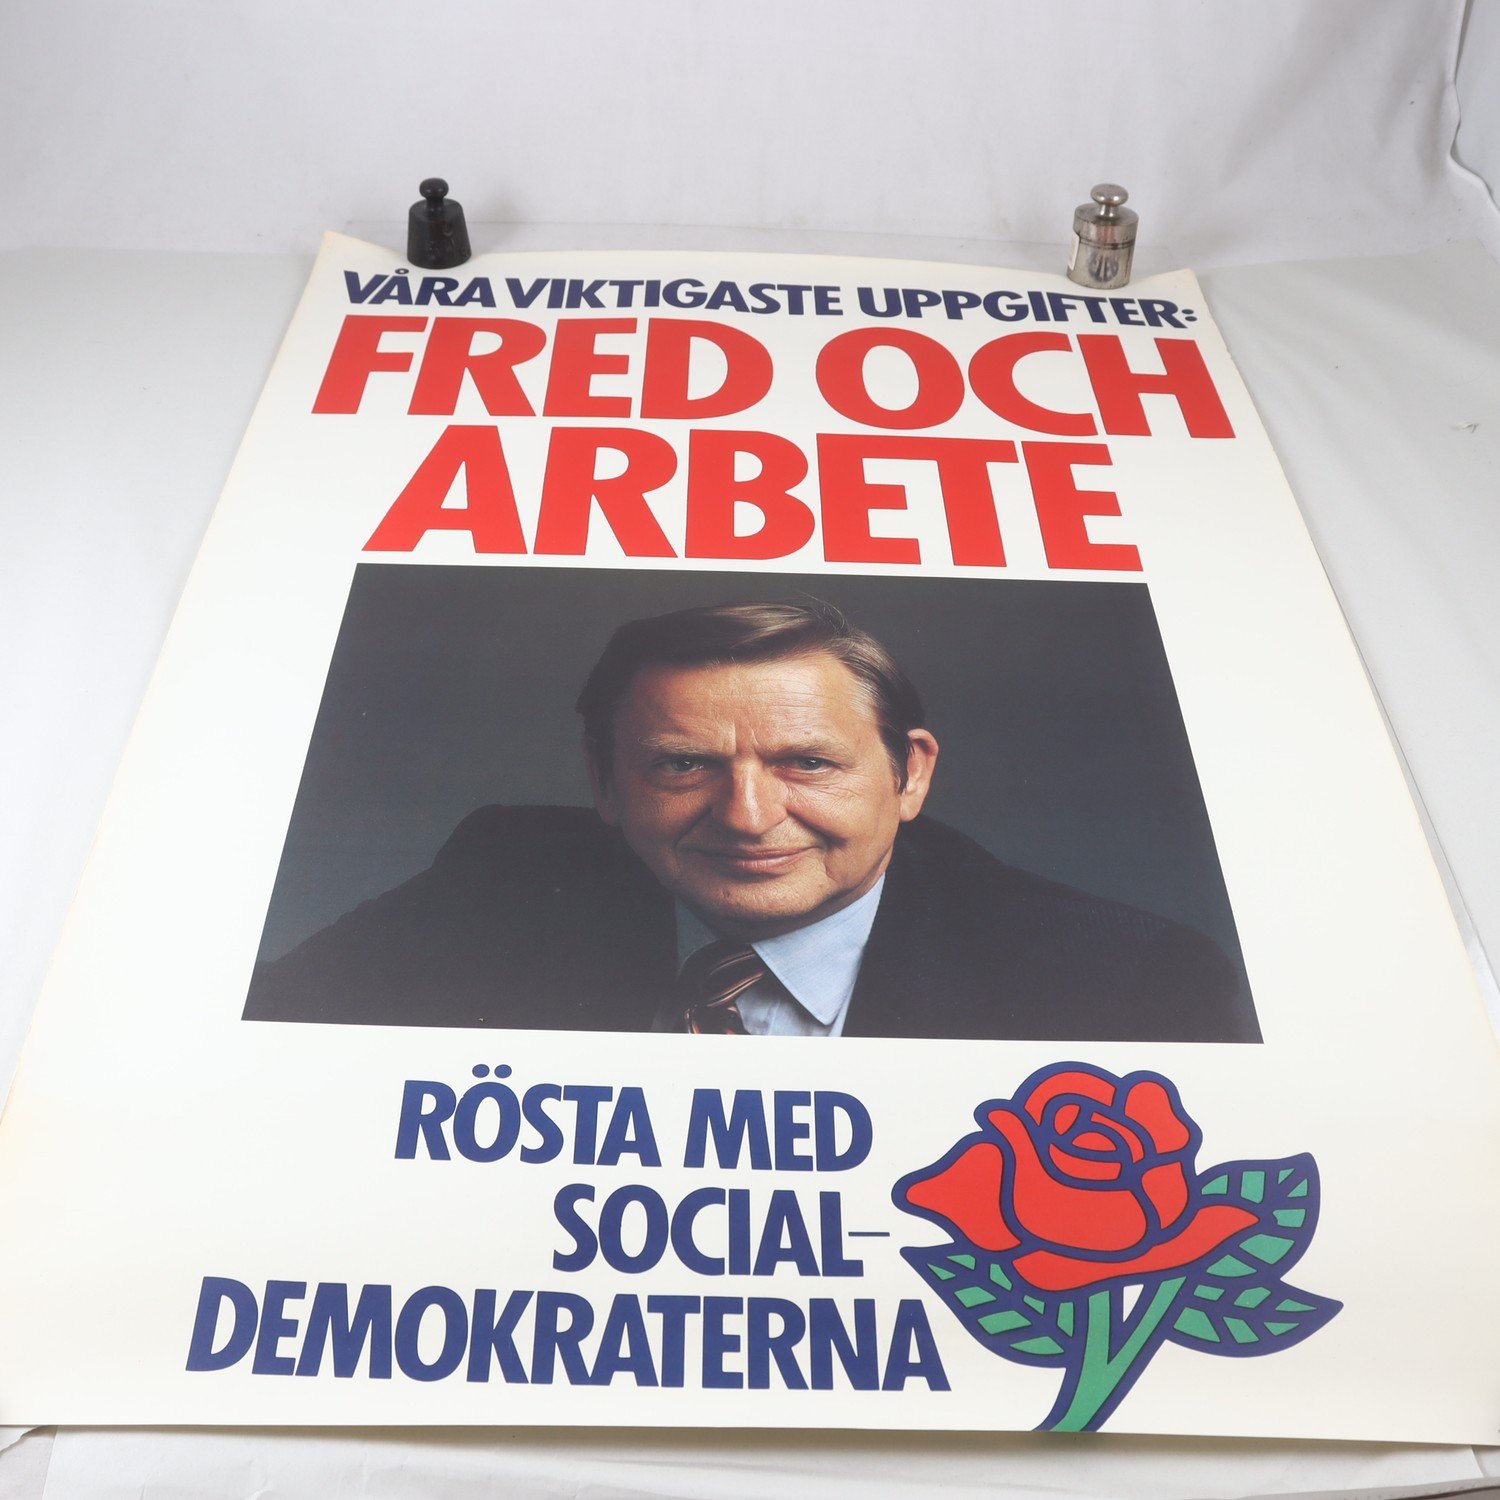 VÅRA VIKTIGASTE UPPGIFTER:
FRED OCH
ARBETE
RÖSTA MED
SOCIAL-
DEMOKRATERNA